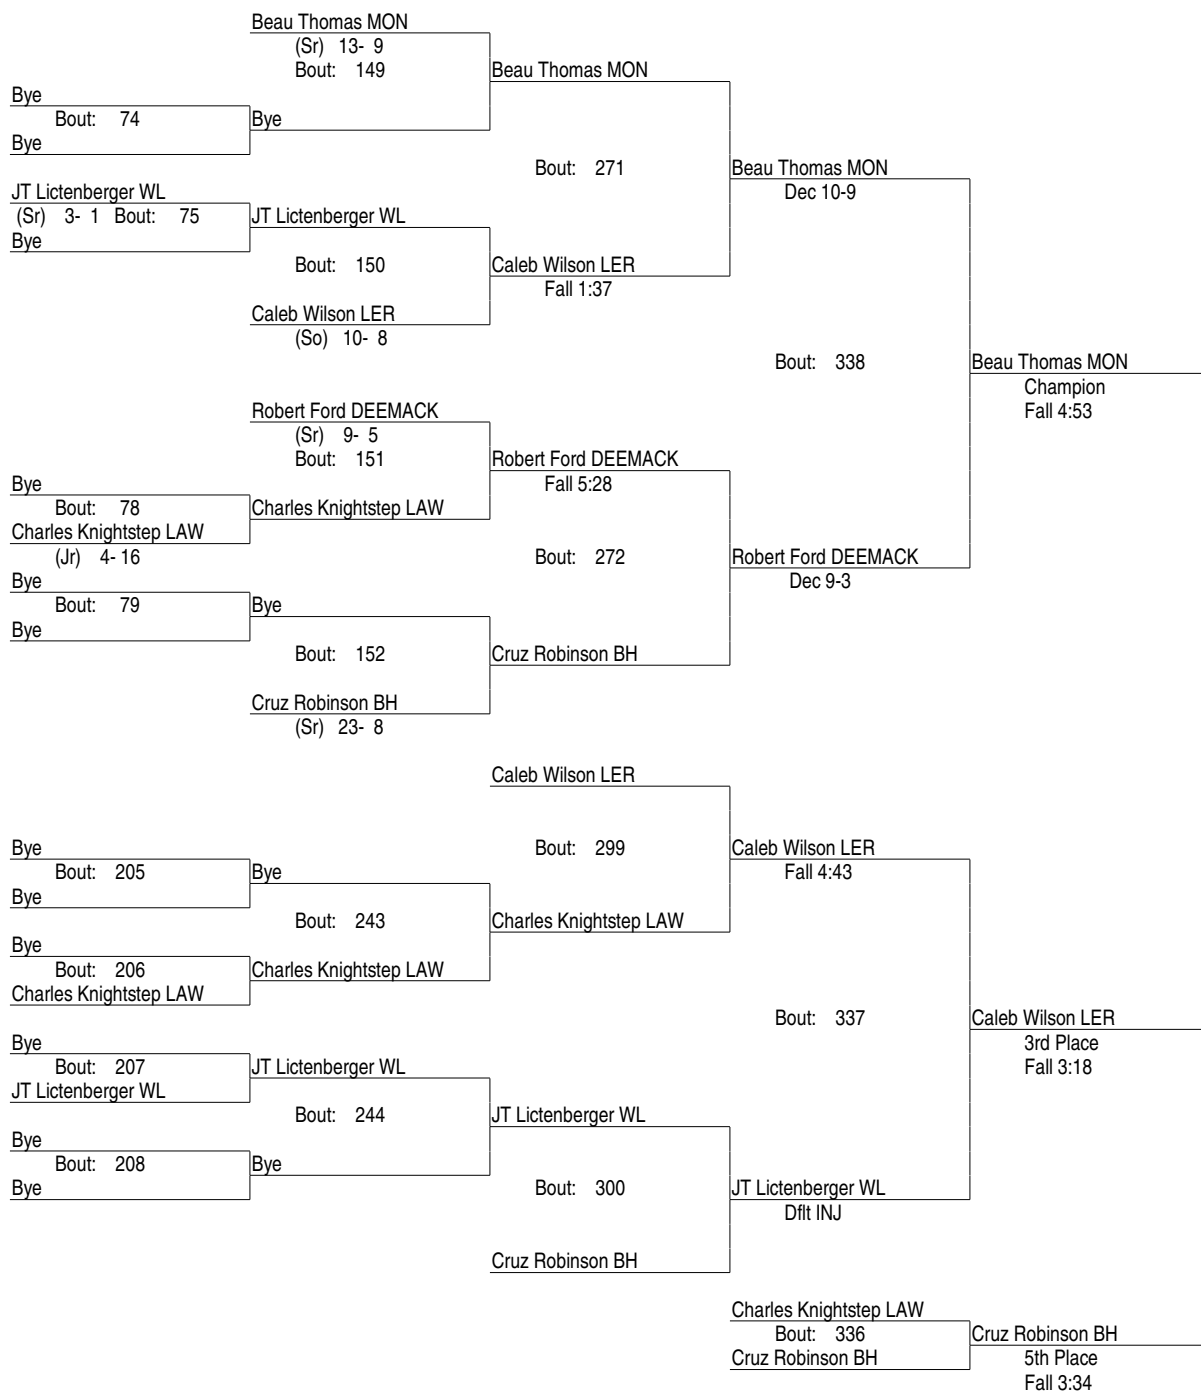 Beau Thomas MON
(Sr) 13- 9
Bout: 149
Beau Thomas MON
Bye
Bout: 74
Bye
Bye
Bout: 271
Beau Thomas MON
Dec 10-9
JT Lictenberger WL
(Sr) 3- 1 Bout: 75
JT Lictenberger WL
Bye
Bout: 150
Caleb Wilson LER
Fall 1:37
Caleb Wilson LER
(So) 10- 8
Bout: 338
Beau Thomas MON
Champion
Fall 4:53
Robert Ford DEEMACK
(Sr) 9- 5
Bout: 151
Robert Ford DEEMACK
Fall 5:28
Bye
Bout: 78
Charles Knightstep LAW
Charles Knightstep LAW
(Jr) 4- 16
Bout: 272
Robert Ford DEEMACK
Dec 9-3
Bye
Bout: 79
Bye
Bye
Bout: 152
Cruz Robinson BH
Cruz Robinson BH
(Sr) 23- 8
Caleb Wilson LER
Bye
Bout: 205
Bye
Bye
Bout: 299
Caleb Wilson LER
Fall 4:43
Bout: 243
Charles Knightstep LAW
Bye
Bout: 206
Charles Knightstep LAW
Charles Knightstep LAW
Bout: 337
Caleb Wilson LER
3rd Place
Fall 3:18
Bye
Bout: 207
JT Lictenberger WL
JT Lictenberger WL
Bout: 244
JT Lictenberger WL
Bye
Bout: 208
Bye
Bye
Bout: 300
JT Lictenberger WL
Dflt INJ
Cruz Robinson BH
Charles Knightstep LAW
Bout: 336
Cruz Robinson BH
Cruz Robinson BH
5th Place
Fall 3:34